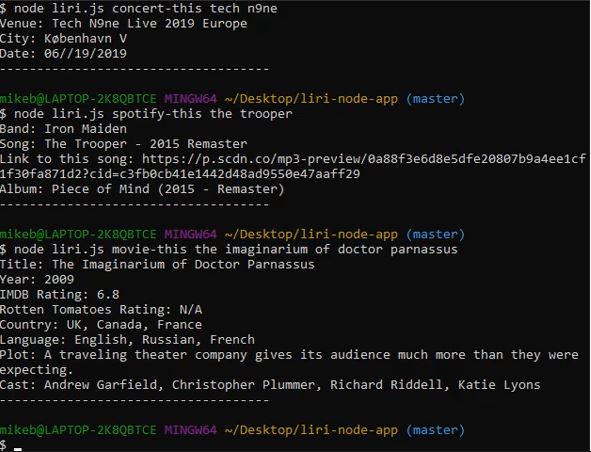 $ node liri.js concert-this tech n9ne
Venue: Tech N9ne Live 2019 Europe
City: København V
Date: 06//19/2019
------------------------------------
mikeb@LAPTOP-2K8QBTCE MINGW64 ~/Desktop/liri-node-app (master)
$ node liri.js spotify-this the trooper
Band: Iron Maiden
Song: The Trooper - 2015 Remaster
Link to this song: https://p.scdn.co/mp3-preview/0a88f3e6d8e5dfe20807b9a4ee1cf
1f30fa871d2?cid=c3fb0cb41e1442d48ad9550e47aaff29
Album: Piece of Mind (2015 - Remaster)
------------------------------------
mikeb@LAPTOP-2K8QBTCE MINGW64 ~/Desktop/liri-node-app (master)
$ node liri.js movie-this the imaginarium of doctor parnassus
Title: The Imaginarium of Doctor Parnassus
Year: 2009
IMDB Rating: 6.8
Rotten Tomatoes Rating: N/A
Country: UK, Canada, France
Language: English, Russian, French
Plot: A traveling theater company gives its audience much more than they were
expecting.
Cast: Andrew Garfield, Christopher Plummer, Richard Riddell, Katie Lyons
------------------------------------
mikeb@LAPTOP-2K8QBTCE MINGW64 ~/Desktop/liri-node-app (master)
$